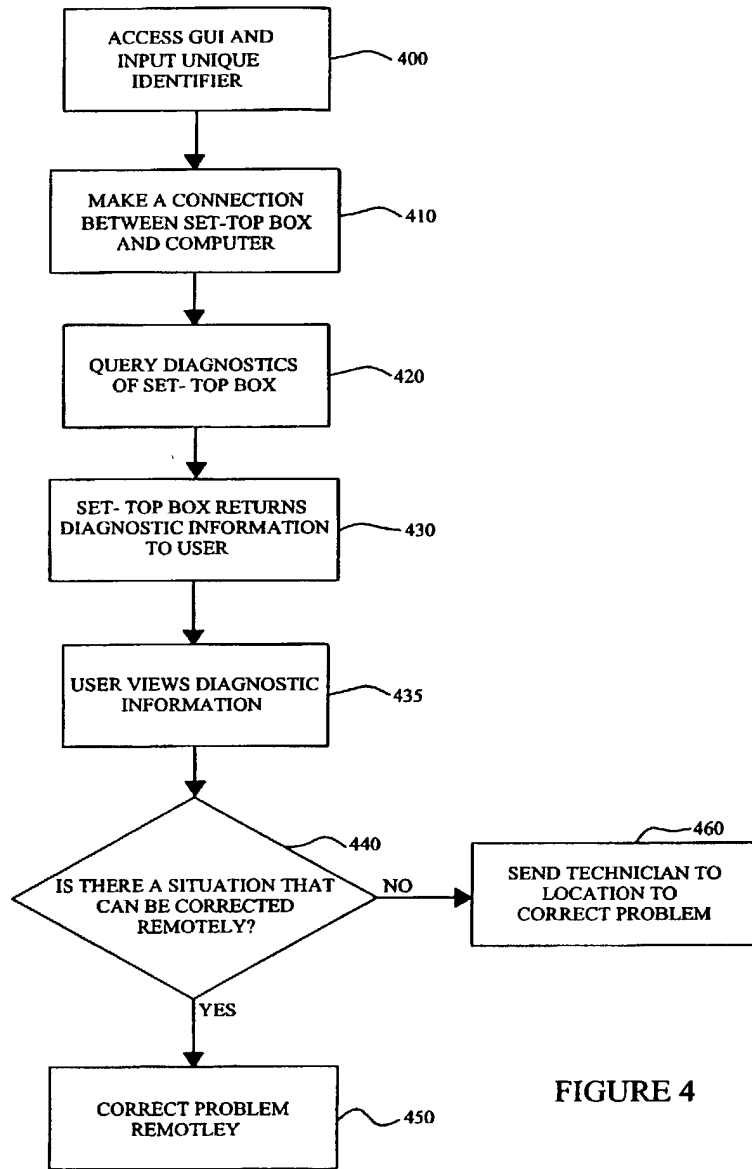 ACCESS GUI AND
INPUT UNIQUE
IDENTIFIER
400
MAKE A CONNECTION
BETWEEN SET-TOP BOX
AND COMPUTER
410
QUERY DIAGNOSTICS
OF SET- TOP BOX
420
SET- TOP BOX RETURNS
DIAGNOSTIC INFORMATION
TO USER
430
USER VIEWS DIAGNOSTIC
INFORMATION
435
440
IS THERE A SITUATION THAT
CAN BE CORRECTED
REMOTELY?
NO
460
SEND TECHNICIAN TO
LOCATION TO
CORRECT PROBLEM
YES
CORRECT PROBLEM
REMOTLEY
450
FIGURE 4